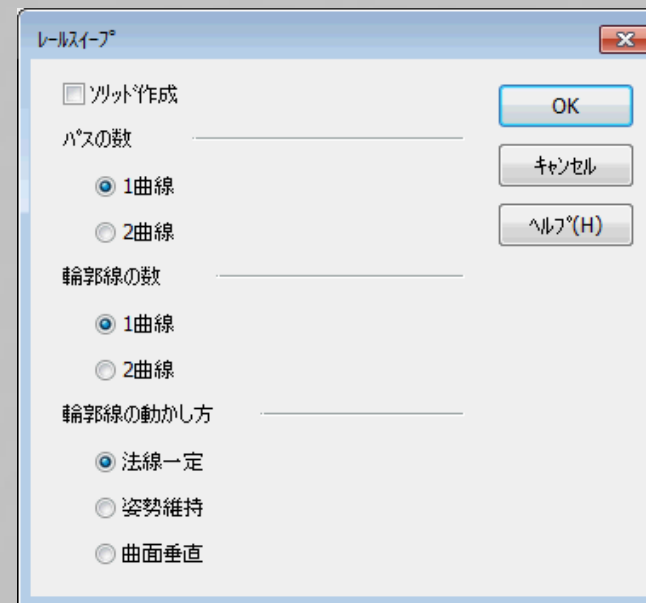 ﾚｰﾙｽｲｰﾌﾟ
ｿﾘｯﾄﾞ作成
OK
ﾊﾟｽの数
ｷｬﾝｾﾙ
1曲線
ﾍﾙﾌﾟ(H)
2曲線
輪郭線の数
1曲線
2曲線
輪郭線の動かし方
法線一定
姿勢維持
曲面垂直